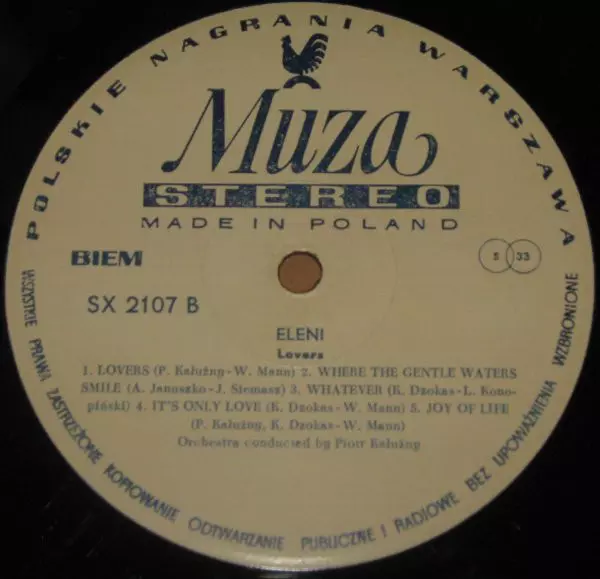 POLSKIE NAGRANIA WARSZAWA
Muza
STEREO
MADE IN POLAND
BIEM
S 33
SX 2107 B
ELENI
Lovers
1. LOVERS (P. Kałużny - W. Mann) 2. WHERE THE GENTLE WATERS
SMILE (A. Januszko - J. Siemasz) 3. WHATEVER (K. Dzokas - L. Kono-
piński) 4. IT'S ONLY LOVE (K. Dzokas - W. Mann) 5. JOY OF LIFE
(P. Kałużny, K. Dzokas - W. Mann)
Orchestra conducted by Piotr Kałużny
WSZYSTKIE PRAWA ZASTRZEŻONE KOPIOWANIE ODTWARZANIE PUBLICZNE I RADIOWE BEZ UPOWAŻNIENIA WZBRONIONE